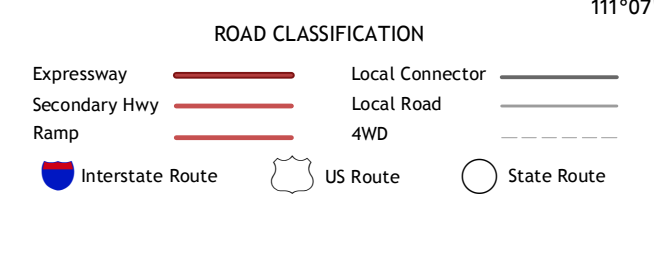 111°07
ROAD CLASSIFICATION
Expressway
Local Connector
Secondary Hwy
Local Road
Ramp
4WD
Interstate Route
US Route
State Route